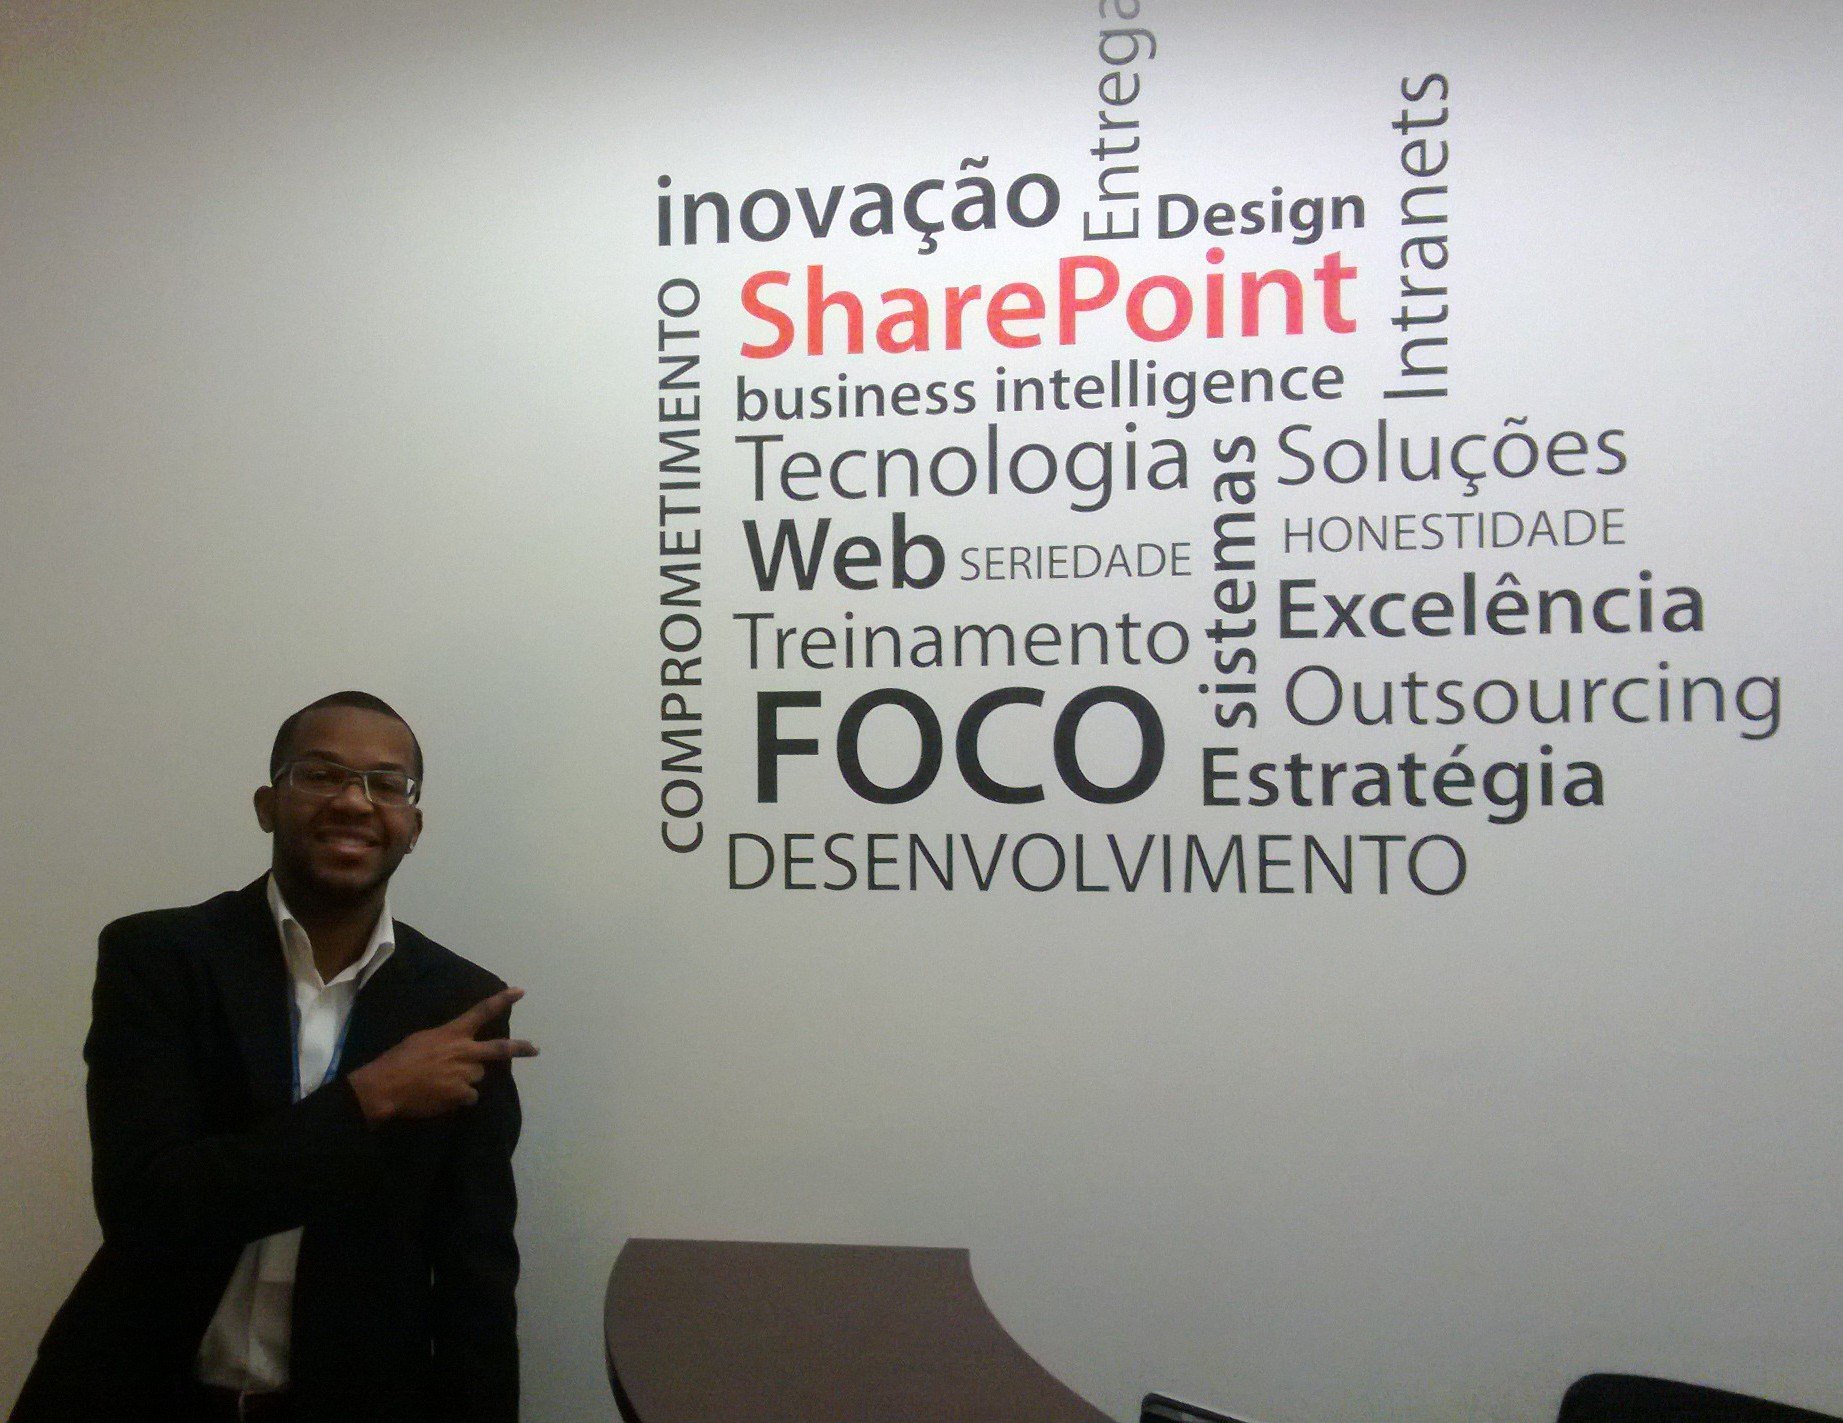 Entrega
Intranets
inovação
Design
SharePoint
COMPROMETIMENTO
business intelligence
Tecnologia
sistemas
Soluções
Web
SERIEDADE
HONESTIDADE
Treinamento
Excelência
FOCO
Outsourcing
Estratégia
DESENVOLVIMENTO